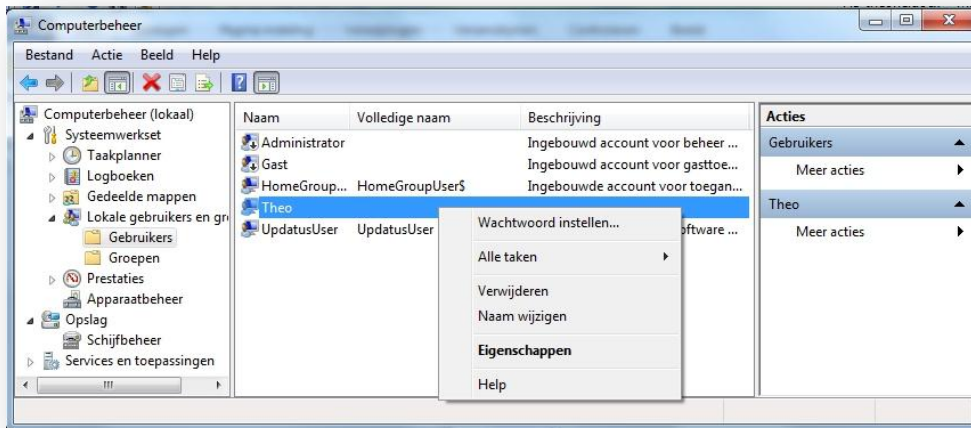 Computerbeheer
Bestand Actie Beeld Help
Computerbeheer (lokaal)
Systeemwerkset
Taakplanner
Logboeken
Gedeelde mappen
Lokale gebruikers en gr
Gebruikers
Groepen
Prestaties
Apparaatbeheer
Opslag
Schijfbeheer
Services en toepassingen
Naam Volledige naam Beschrijving
Administrator Ingebouwd account voor beheer ...
Gast Ingebouwd account voor gasttoe...
HomeGroup... HomeGroupUser$ Ingebouwde account voor toegan...
Theo
UpdatusUser UpdatusUser oftware ...
Wachtwoord instellen...
Alle taken
Verwijderen
Naam wijzigen
Eigenschappen
Help
Acties
Gebruikers
Meer acties
Theo
Meer acties